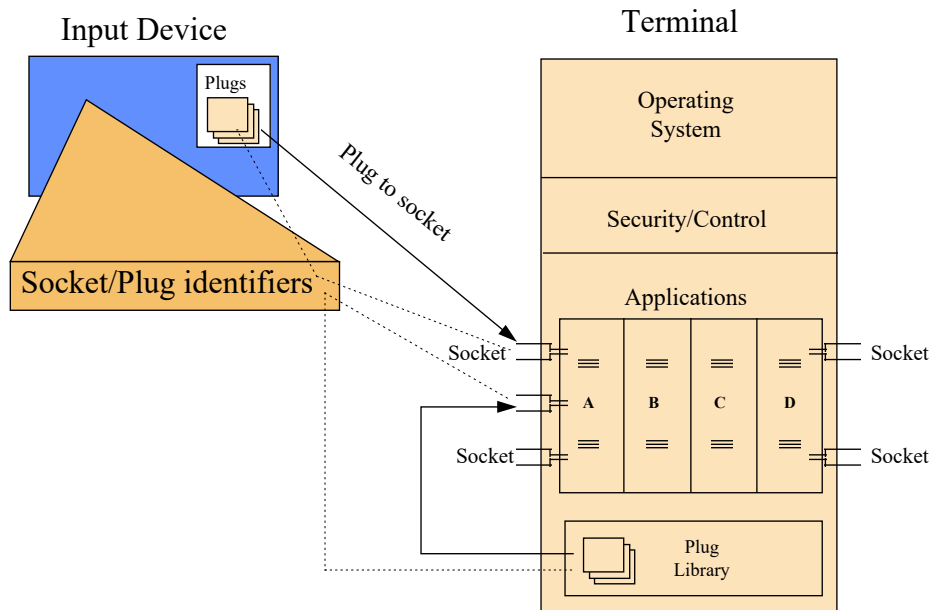 Input Device
Terminal
Plugs
Operating
System
Plug to socket
Security/Control
Socket/Plug identifiers
Applications
Socket
Socket
A
B
C
D
Socket
Socket
Plug
Library